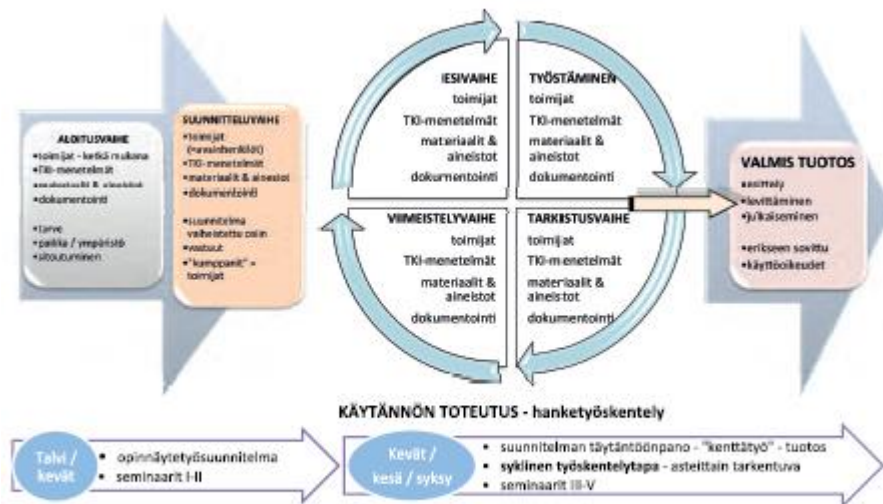 ALOITUSVAIHE
•toimijat - ketkä mukana
•TKI-menetelmät
& aineistot
•dokumentointi
•tarve
•paikka / ympäristö
•sitoutuminen
SUUNNITTELUVAIHE
•toimijat
(=avainhenkilöt)
•TKI-menetelmät
•materiaalit & aineistot
•dokumentointi
•suunnitelma
vaiheistettu osiin
•vastuut
•"kumppanit" =
toimijat
ESIVAIHE
toimijat
TKI-menetelmät
materiaalit &
aineistot
dokumentointi
TYÖSTÄMINEN
toimijat
TKI-menetelmät
materiaalit &
aineistot
dokumentointi
VIIMEISTELYVAIHE
toimijat
TKI-menetelmät
materiaalit &
aineistot
dokumentointi
TARKISTUSVAIHE
toimijat
TKI-menetelmät
materiaalit &
aineistot
dokumentointi
VALMIS TUOTOS
•esittely
•levittäminen
•julkaiseminen
•erikseen sovittu
•käyttöoikeudet
KÄYTÄNNÖN TOTEUTUS - hanketyöskentely
Talvi /
kevät
• opinnäytetyösuunnitelma
• seminaarit I-II
Kevät /
kesä / syksy
• suunnitelman täytäntöönpano - "kenttätyö" - tuotos
• syklinen työskentelytapa - asteittain tarkentuva
• seminaarit III-V